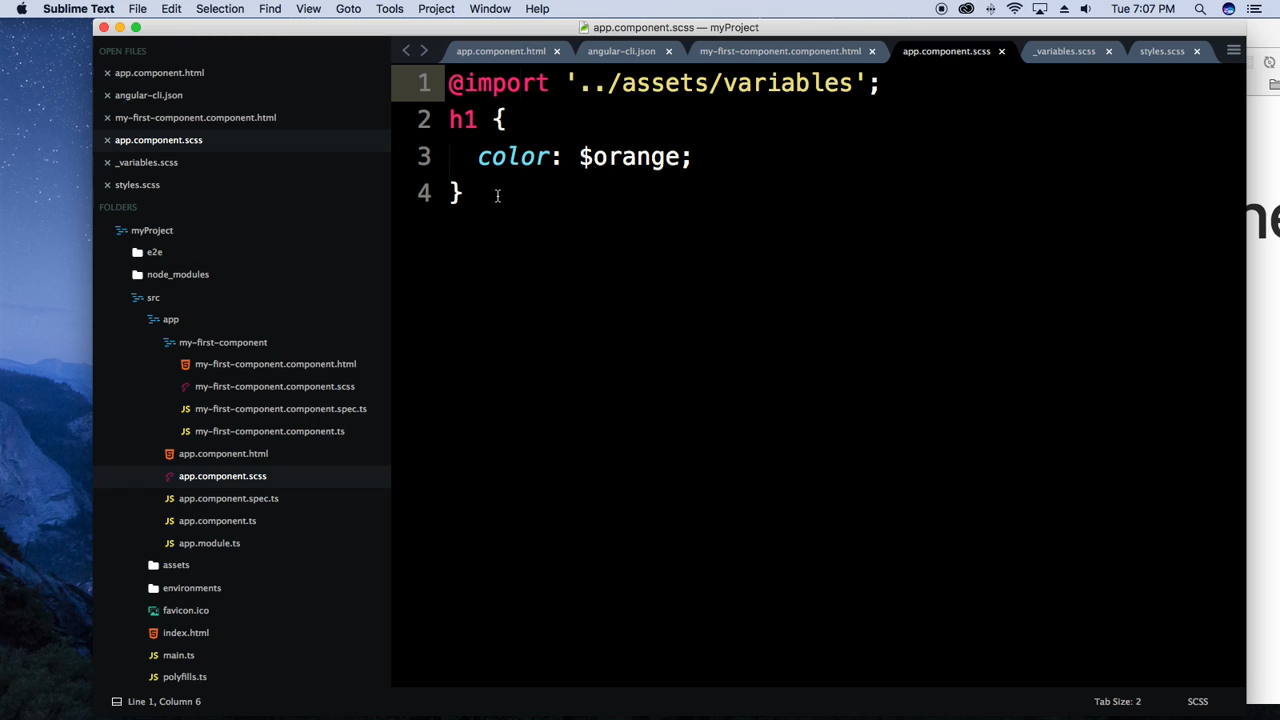 Sublime Text File Edit Selection Find View Goto Tools Project Window Help Tue 7:07 PM
app.component.scss — myProject
OPEN FILES
app.component.html
angular-cli.json
my-first-component.component.html
app.component.scss
_variables.scss
styles.scss
FOLDERS
myProject
e2e
node_modules
src
app
my-first-component
my-first-component.component.html
my-first-component.component.scss
my-first-component.component.spec.ts
my-first-component.component.ts
app.component.html
app.component.scss
app.component.spec.ts
app.component.ts
app.module.ts
assets
environments
favicon.ico
index.html
main.ts
polyfills.ts
app.component.html angular-cli.json my-first-component.component.html app.component.scss _variables.scss styles.scss
1 @import '../assets/variables';
2 h1 {
3 color: $orange;
4 }
Line 1, Column 6 Tab Size: 2 SCSS